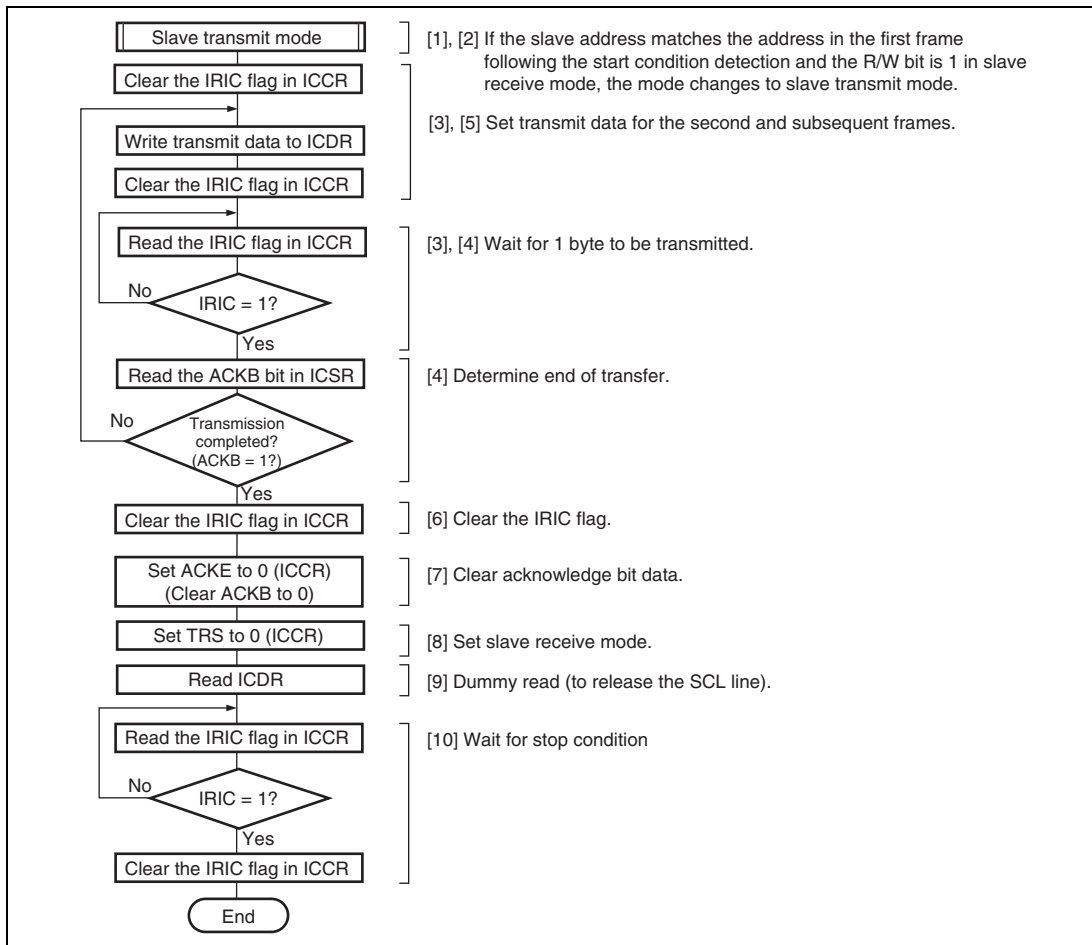 Slave transmit mode
[1], [2] If the slave address matches the address in the first frame
following the start condition detection and the R/W bit is 1 in slave
receive mode, the mode changes to slave transmit mode.
Clear the IRIC flag in ICCR
[3], [5] Set transmit data for the second and subsequent frames.
Write transmit data to ICDR
Clear the IRIC flag in ICCR
Read the IRIC flag in ICCR
[3], [4] Wait for 1 byte to be transmitted.
No
IRIC = 1?
Yes
Read the ACKB bit in ICSR
[4] Determine end of transfer.
No
Transmission
completed?
(ACKB = 1?)
Yes
Clear the IRIC flag in ICCR
[6] Clear the IRIC flag.
Set ACKE to 0 (ICCR)
(Clear ACKB to 0)
[7] Clear acknowledge bit data.
Set TRS to 0 (ICCR)
[8] Set slave receive mode.
Read ICDR
[9] Dummy read (to release the SCL line).
Read the IRIC flag in ICCR
[10] Wait for stop condition
No
IRIC = 1?
Yes
Clear the IRIC flag in ICCR
End